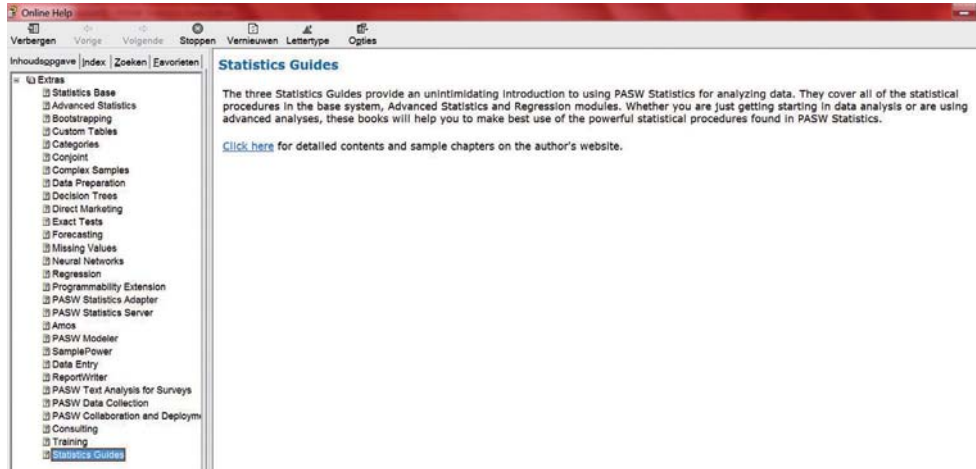 Online Help
Verbergen Vorige Volgende Stoppen Vernieuwen Lettertype Opties
Inhoudsopgave Index Zoeken Favorieten
Extras
Statistics Base
Advanced Statistics
Bootstrapping
Custom Tables
Categories
Conjoint
Complex Samples
Data Preparation
Decision Trees
Direct Marketing
Exact Tests
Forecasting
Missing Values
Neural Networks
Regression
Programmability Extension
PASW Statistics Adapter
PASW Statistics Server
Amos
PASW Modeler
SamplePower
Data Entry
ReportWriter
PASW Text Analysis for Surveys
PASW Data Collection
PASW Collaboration and Deployme
Consulting
Training
Statistics Guides
Statistics Guides
The three Statistics Guides provide an unintimidating introduction to using PASW Statistics for analyzing data. They cover all of the statistical
procedures in the base system, Advanced Statistics and Regression modules. Whether you are just getting starting in data analysis or are using
advanced analyses, these books will help you to make best use of the powerful statistical procedures found in PASW Statistics.
Click here for detailed contents and sample chapters on the author's website.